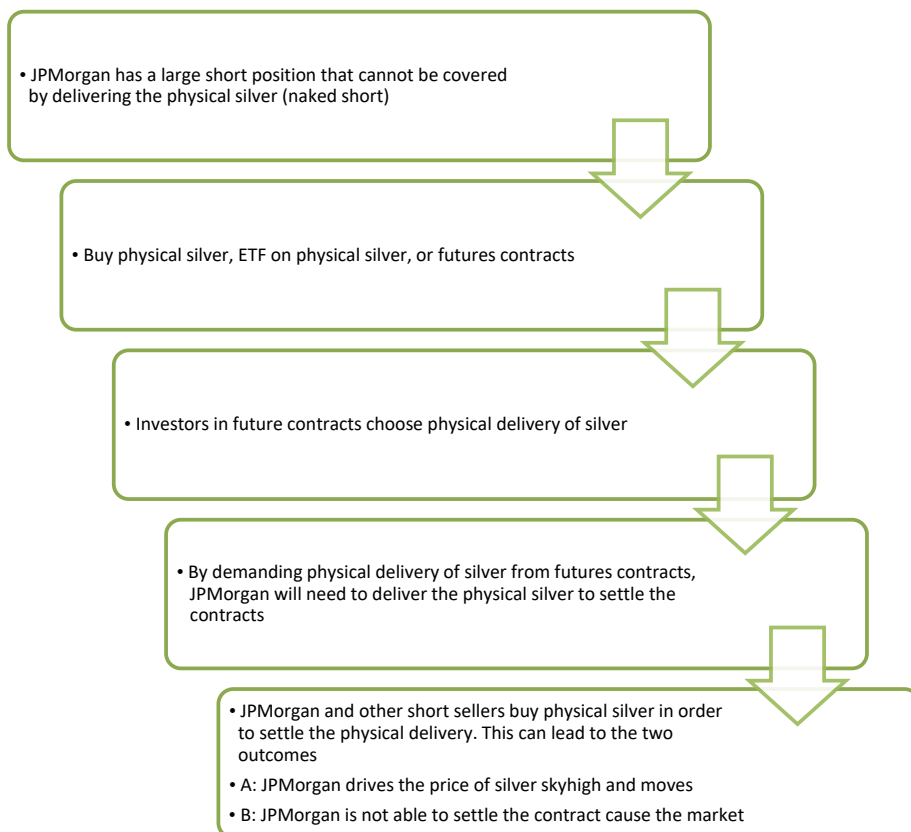 • JPMorgan has a large short position that cannot be covered
by delivering the physical silver (naked short)
• Buy physical silver, ETF on physical silver, or futures contracts
• Investors in future contracts choose physical delivery of silver
• By demanding physical delivery of silver from futures contracts,
JPMorgan will need to deliver the physical silver to settle the
contracts
• JPMorgan and other short sellers buy physical silver in order
to settle the physical delivery. This can lead to the two
outcomes
• A: JPMorgan drives the price of silver skyhigh and moves
• B: JPMorgan is not able to settle the contract cause the market